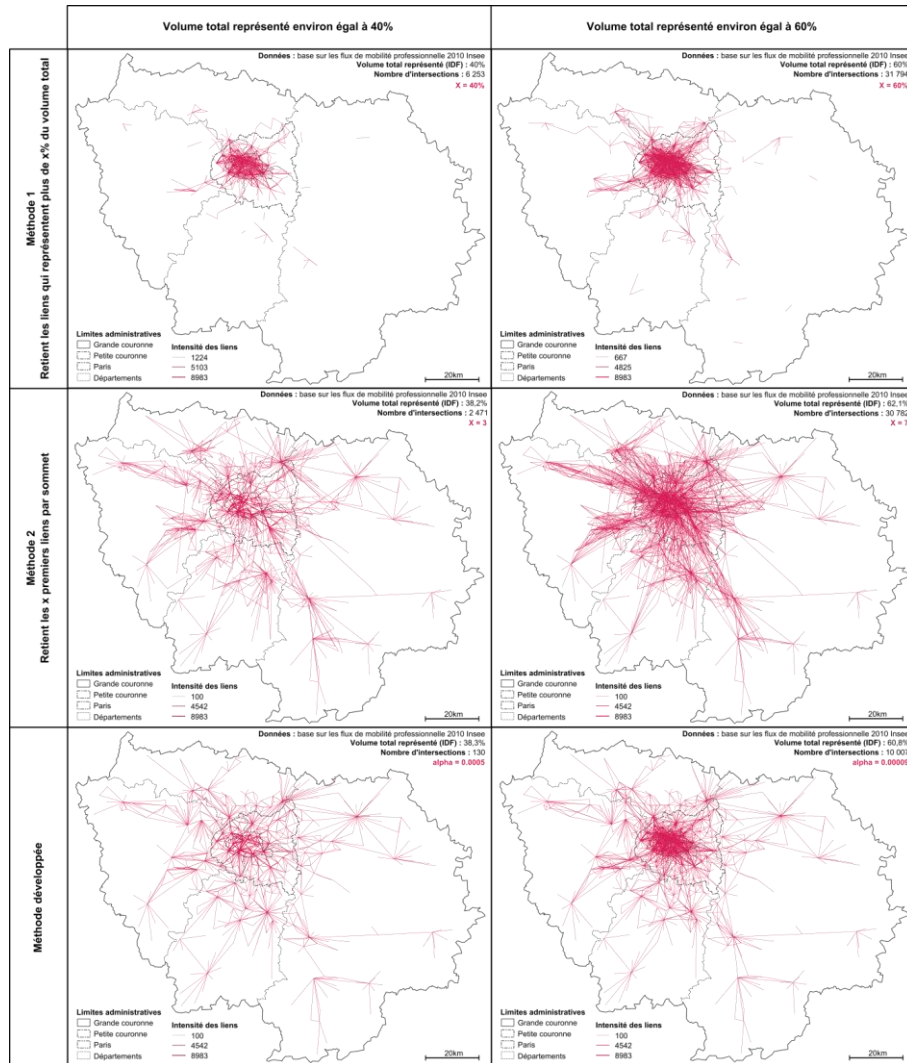 Volume total représenté environ égal à 40%
Volume total représenté environ égal à 60%
Méthode 1
Retient les liens qui représentent plus de x% du volume total
Données : base sur les flux de mobilité professionnelle 2010 Insee
Volume total représenté (IDF) : 40%
Nombre d'intersections : 6 253
X = 40%
Limites administratives
Grande couronne
Petite couronne
Paris
Départements
Intensité des liens
1224
5103
8983
20km
Données : base sur les flux de mobilité professionnelle 2010 Insee
Volume total représenté (IDF) : 60%
Nombre d'intersections : 31 794
X = 60%
Limites administratives
Grande couronne
Petite couronne
Paris
Départements
Intensité des liens
667
4825
8983
20km
Méthode 2
Retient les x premiers liens par sommet
Données : base sur les flux de mobilité professionnelle 2010 Insee
Volume total représenté (IDF) : 38,2%
Nombre d'intersections : 2 471
X = 3
Limites administratives
Grande couronne
Petite couronne
Paris
Départements
Intensité des liens
100
4542
8983
20km
Données : base sur les flux de mobilité professionnelle 2010 Insee
Volume total représenté (IDF) : 62,1%
Nombre d'intersections : 30 782
X = 7
Limites administratives
Grande couronne
Petite couronne
Paris
Départements
Intensité des liens
100
4542
8983
20km
Méthode développée
Données : base sur les flux de mobilité professionnelle 2010 Insee
Volume total représenté (IDF) : 38,3%
Nombre d'intersections : 130
alpha = 0.0005
Limites administratives
Grande couronne
Petite couronne
Paris
Départements
Intensité des liens
100
4542
8983
20km
Données : base sur les flux de mobilité professionnelle 2010 Insee
Volume total représenté (IDF) : 60,8%
Nombre d'intersections : 10 007
alpha = 0.00009
Limites administratives
Grande couronne
Petite couronne
Paris
Départements
Intensité des liens
100
4542
8983
20km